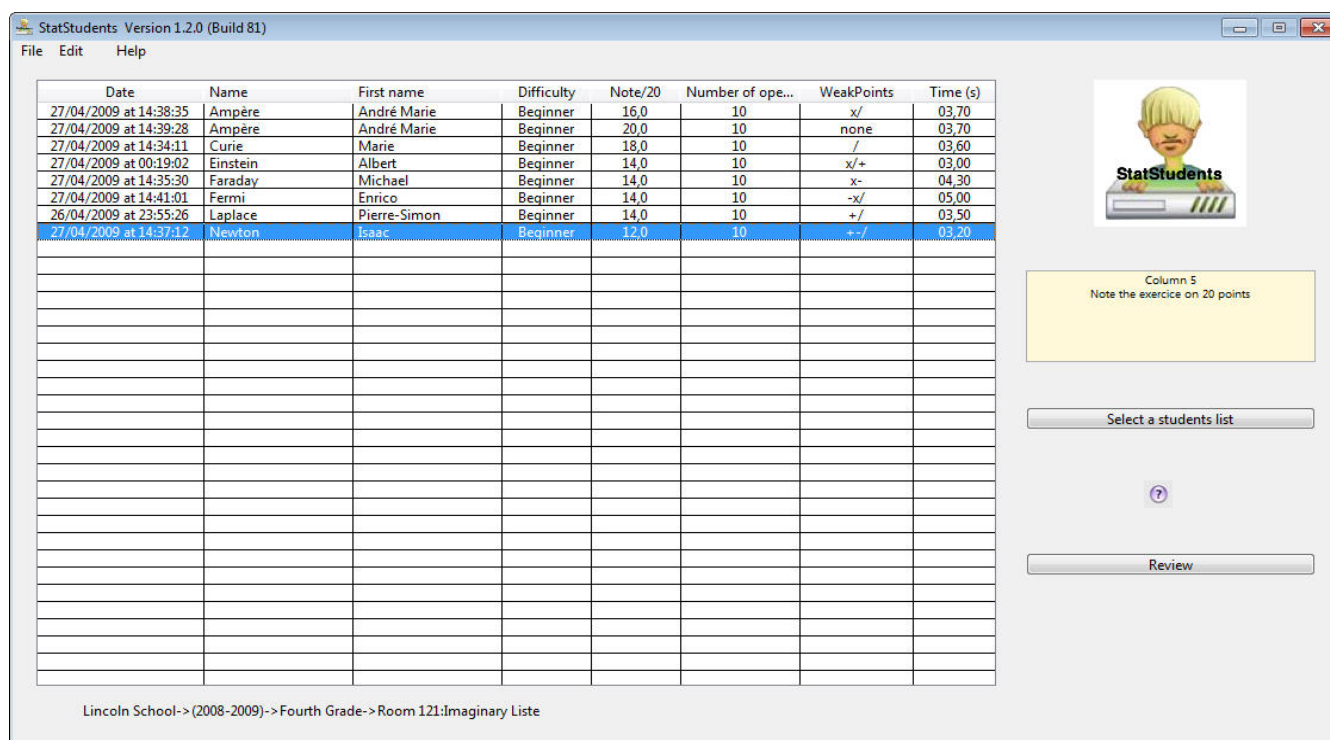 StatStudents Version 1.2.0 (Build 81)
File Edit Help
Date Name First name Difficulty Note/20 Number of ope... WeakPoints Time (s)
27/04/2009 at 14:38:35 Ampère André Marie Beginner 16,0 10 x/ 03,70
27/04/2009 at 14:39:28 Ampère André Marie Beginner 20,0 10 none 03,70
27/04/2009 at 14:34:11 Curie Marie Beginner 18,0 10 / 03,60
27/04/2009 at 00:19:02 Einstein Albert Beginner 14,0 10 x/+ 03,00
27/04/2009 at 14:35:30 Faraday Michael Beginner 14,0 10 x- 04,30
27/04/2009 at 14:41:01 Fermi Enrico Beginner 14,0 10 -x/ 05,00
26/04/2009 at 23:55:26 Laplace Pierre-Simon Beginner 14,0 10 +/ 03,50
27/04/2009 at 14:37:12 Newton Isaac Beginner 12,0 10 +-/ 03,20
StatStudents
Column 5
Note the exercice on 20 points
Select a students list
?
Review
Lincoln School->(2008-2009)->Fourth Grade->Room 121:Imaginary Liste